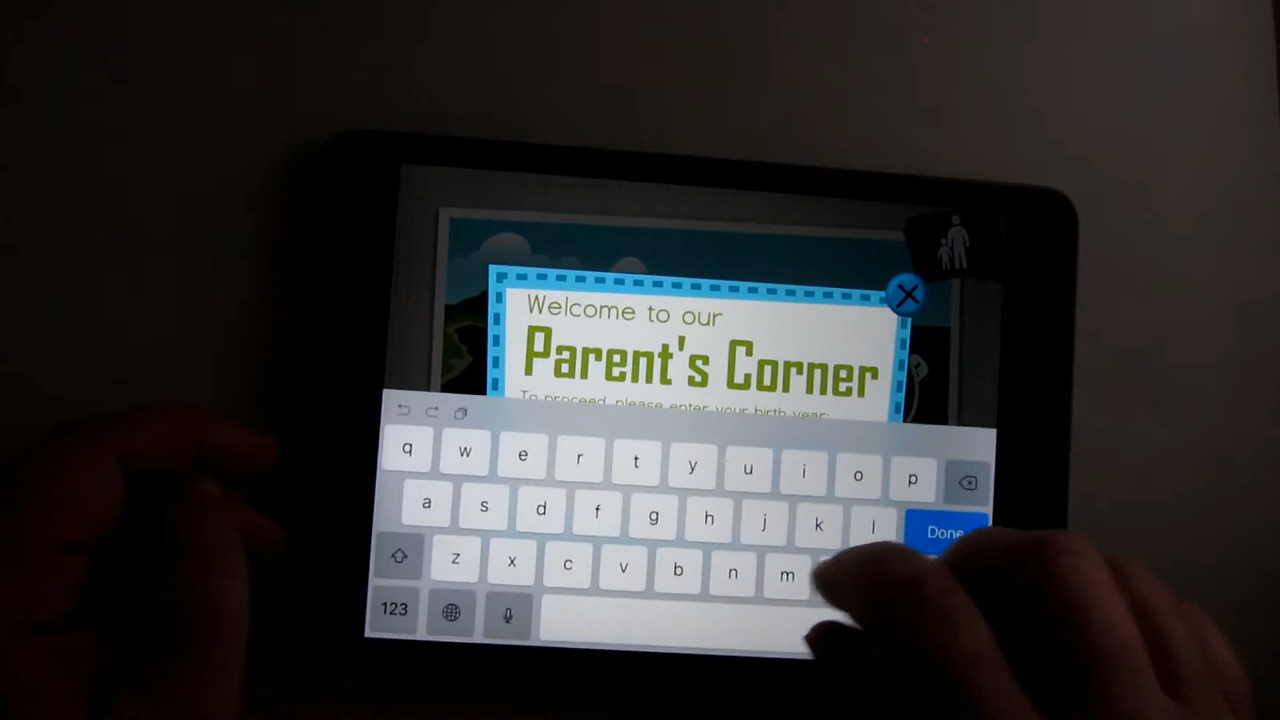 Welcome to our
Parent's Corner
To proceed, please enter your birth year:
q w e r t y u i o p
a s d f g h j k l Done
z x c v b n m
123